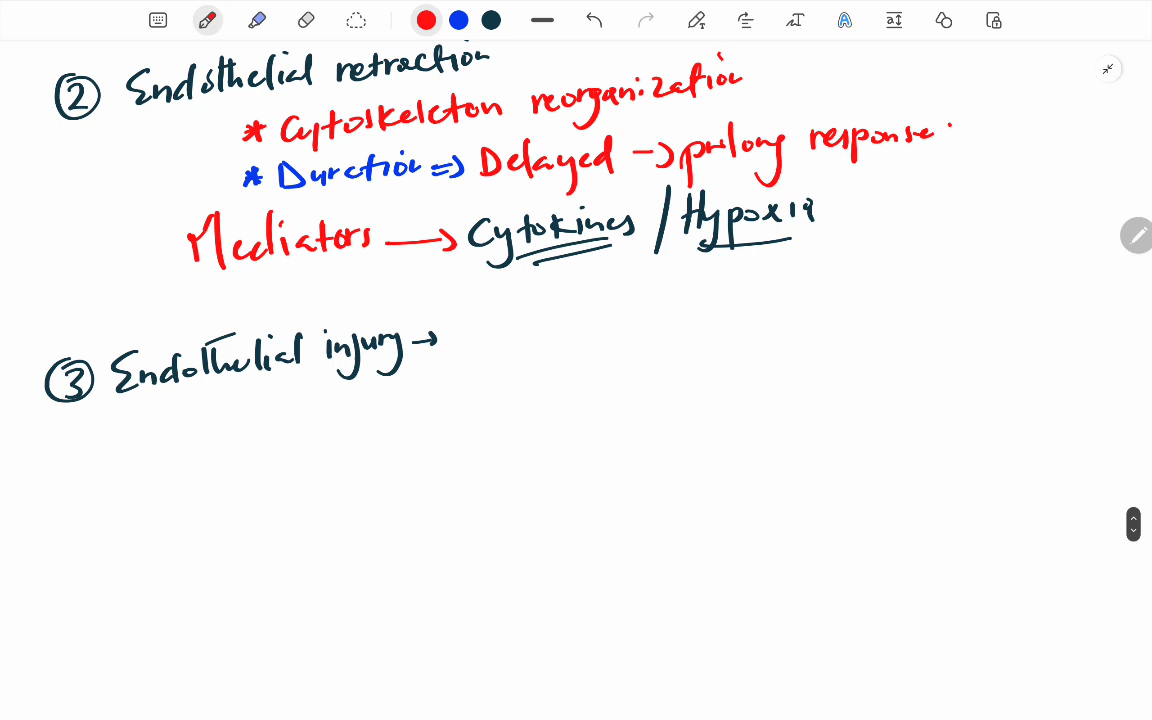 ② Endothelial retraction
* Cytoskeleton reorganization
* Duration => Delayed → prolong response.
Mediators → Cytokines / Hypoxia
③ Endothelial injury →